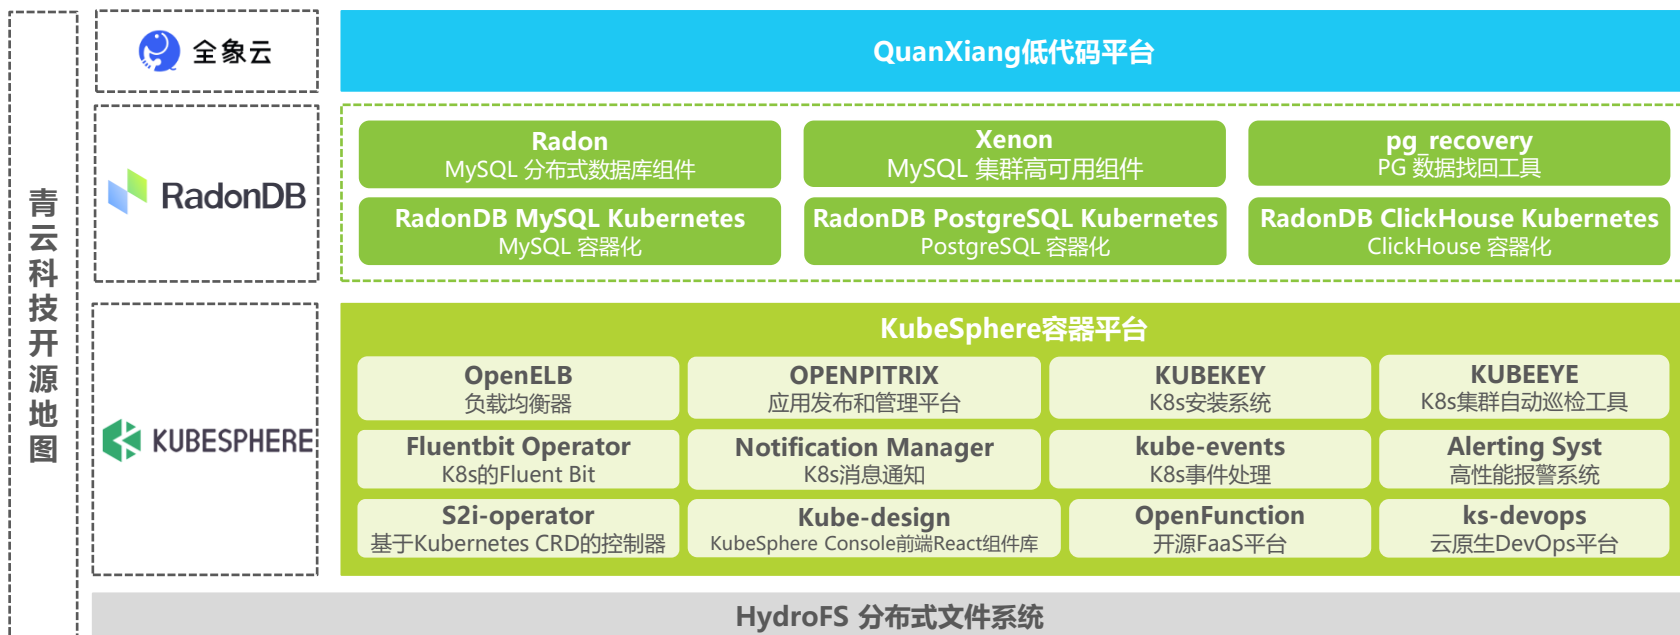 青云科技开源地图
全象云
QuanXiang低代码平台
RadonDB
Radon
MySQL 分布式数据库组件
Xenon
MySQL 集群高可用组件
pg_recovery
PG 数据找回工具
RadonDB MySQL Kubernetes
MySQL 容器化
RadonDB PostgreSQL Kubernetes
PostgreSQL 容器化
RadonDB ClickHouse Kubernetes
ClickHouse 容器化
KUBESPHERE
KubeSphere容器平台
OpenELB
负载均衡器
OPENPITRIX
应用发布和管理平台
KUBEKEY
K8s安装系统
KUBEEYE
K8s集群自动巡检工具
Fluentbit Operator
K8s的Fluent Bit
Notification Manager
K8s消息通知
kube-events
K8s事件处理
Alerting Syst
高性能报警系统
S2i-operator
基于Kubernetes CRD的控制器
Kube-design
KubeSphere Console前端React组件库
OpenFunction
开源FaaS平台
ks-devops
云原生DevOps平台
HydroFS 分布式文件系统